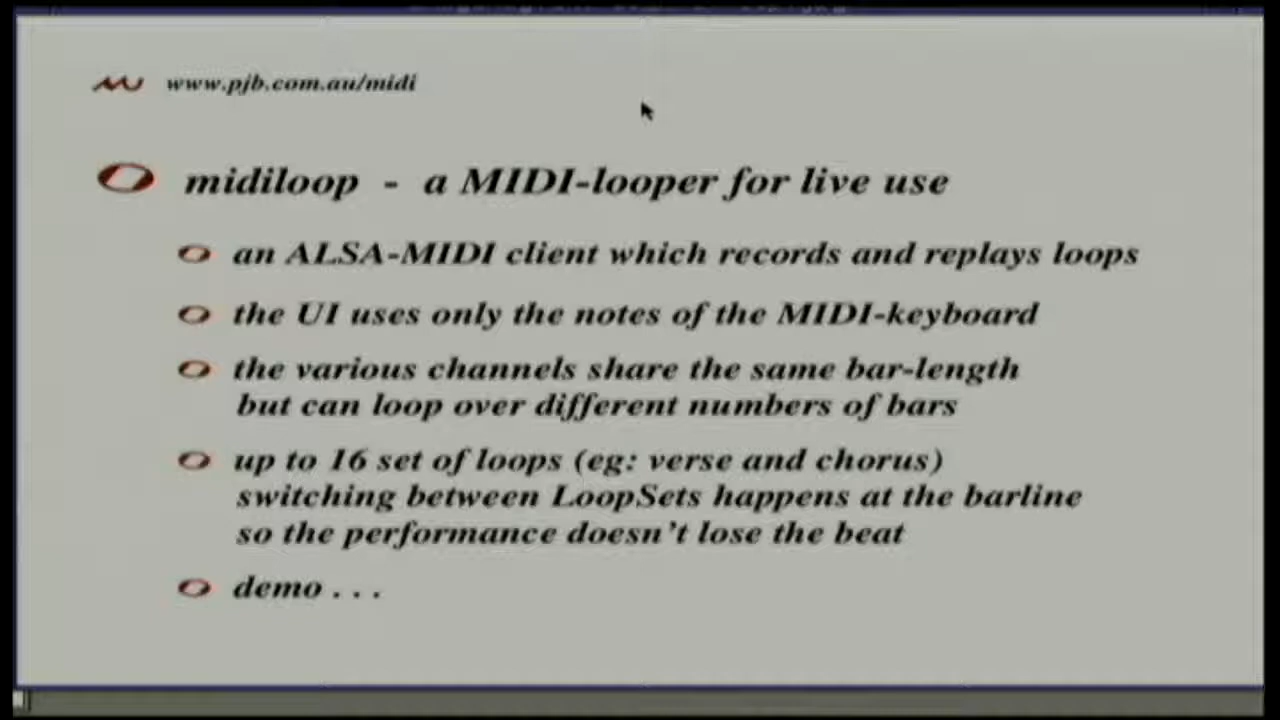 www.pjb.com.au/midi
midiloop - a MIDI-looper for live use
an ALSA-MIDI client which records and replays loops
the UI uses only the notes of the MIDI-keyboard
the various channels share the same bar-length
but can loop over different numbers of bars
up to 16 set of loops (eg: verse and chorus)
switching between LoopSets happens at the barline
so the performance doesn't lose the beat
demo . . .